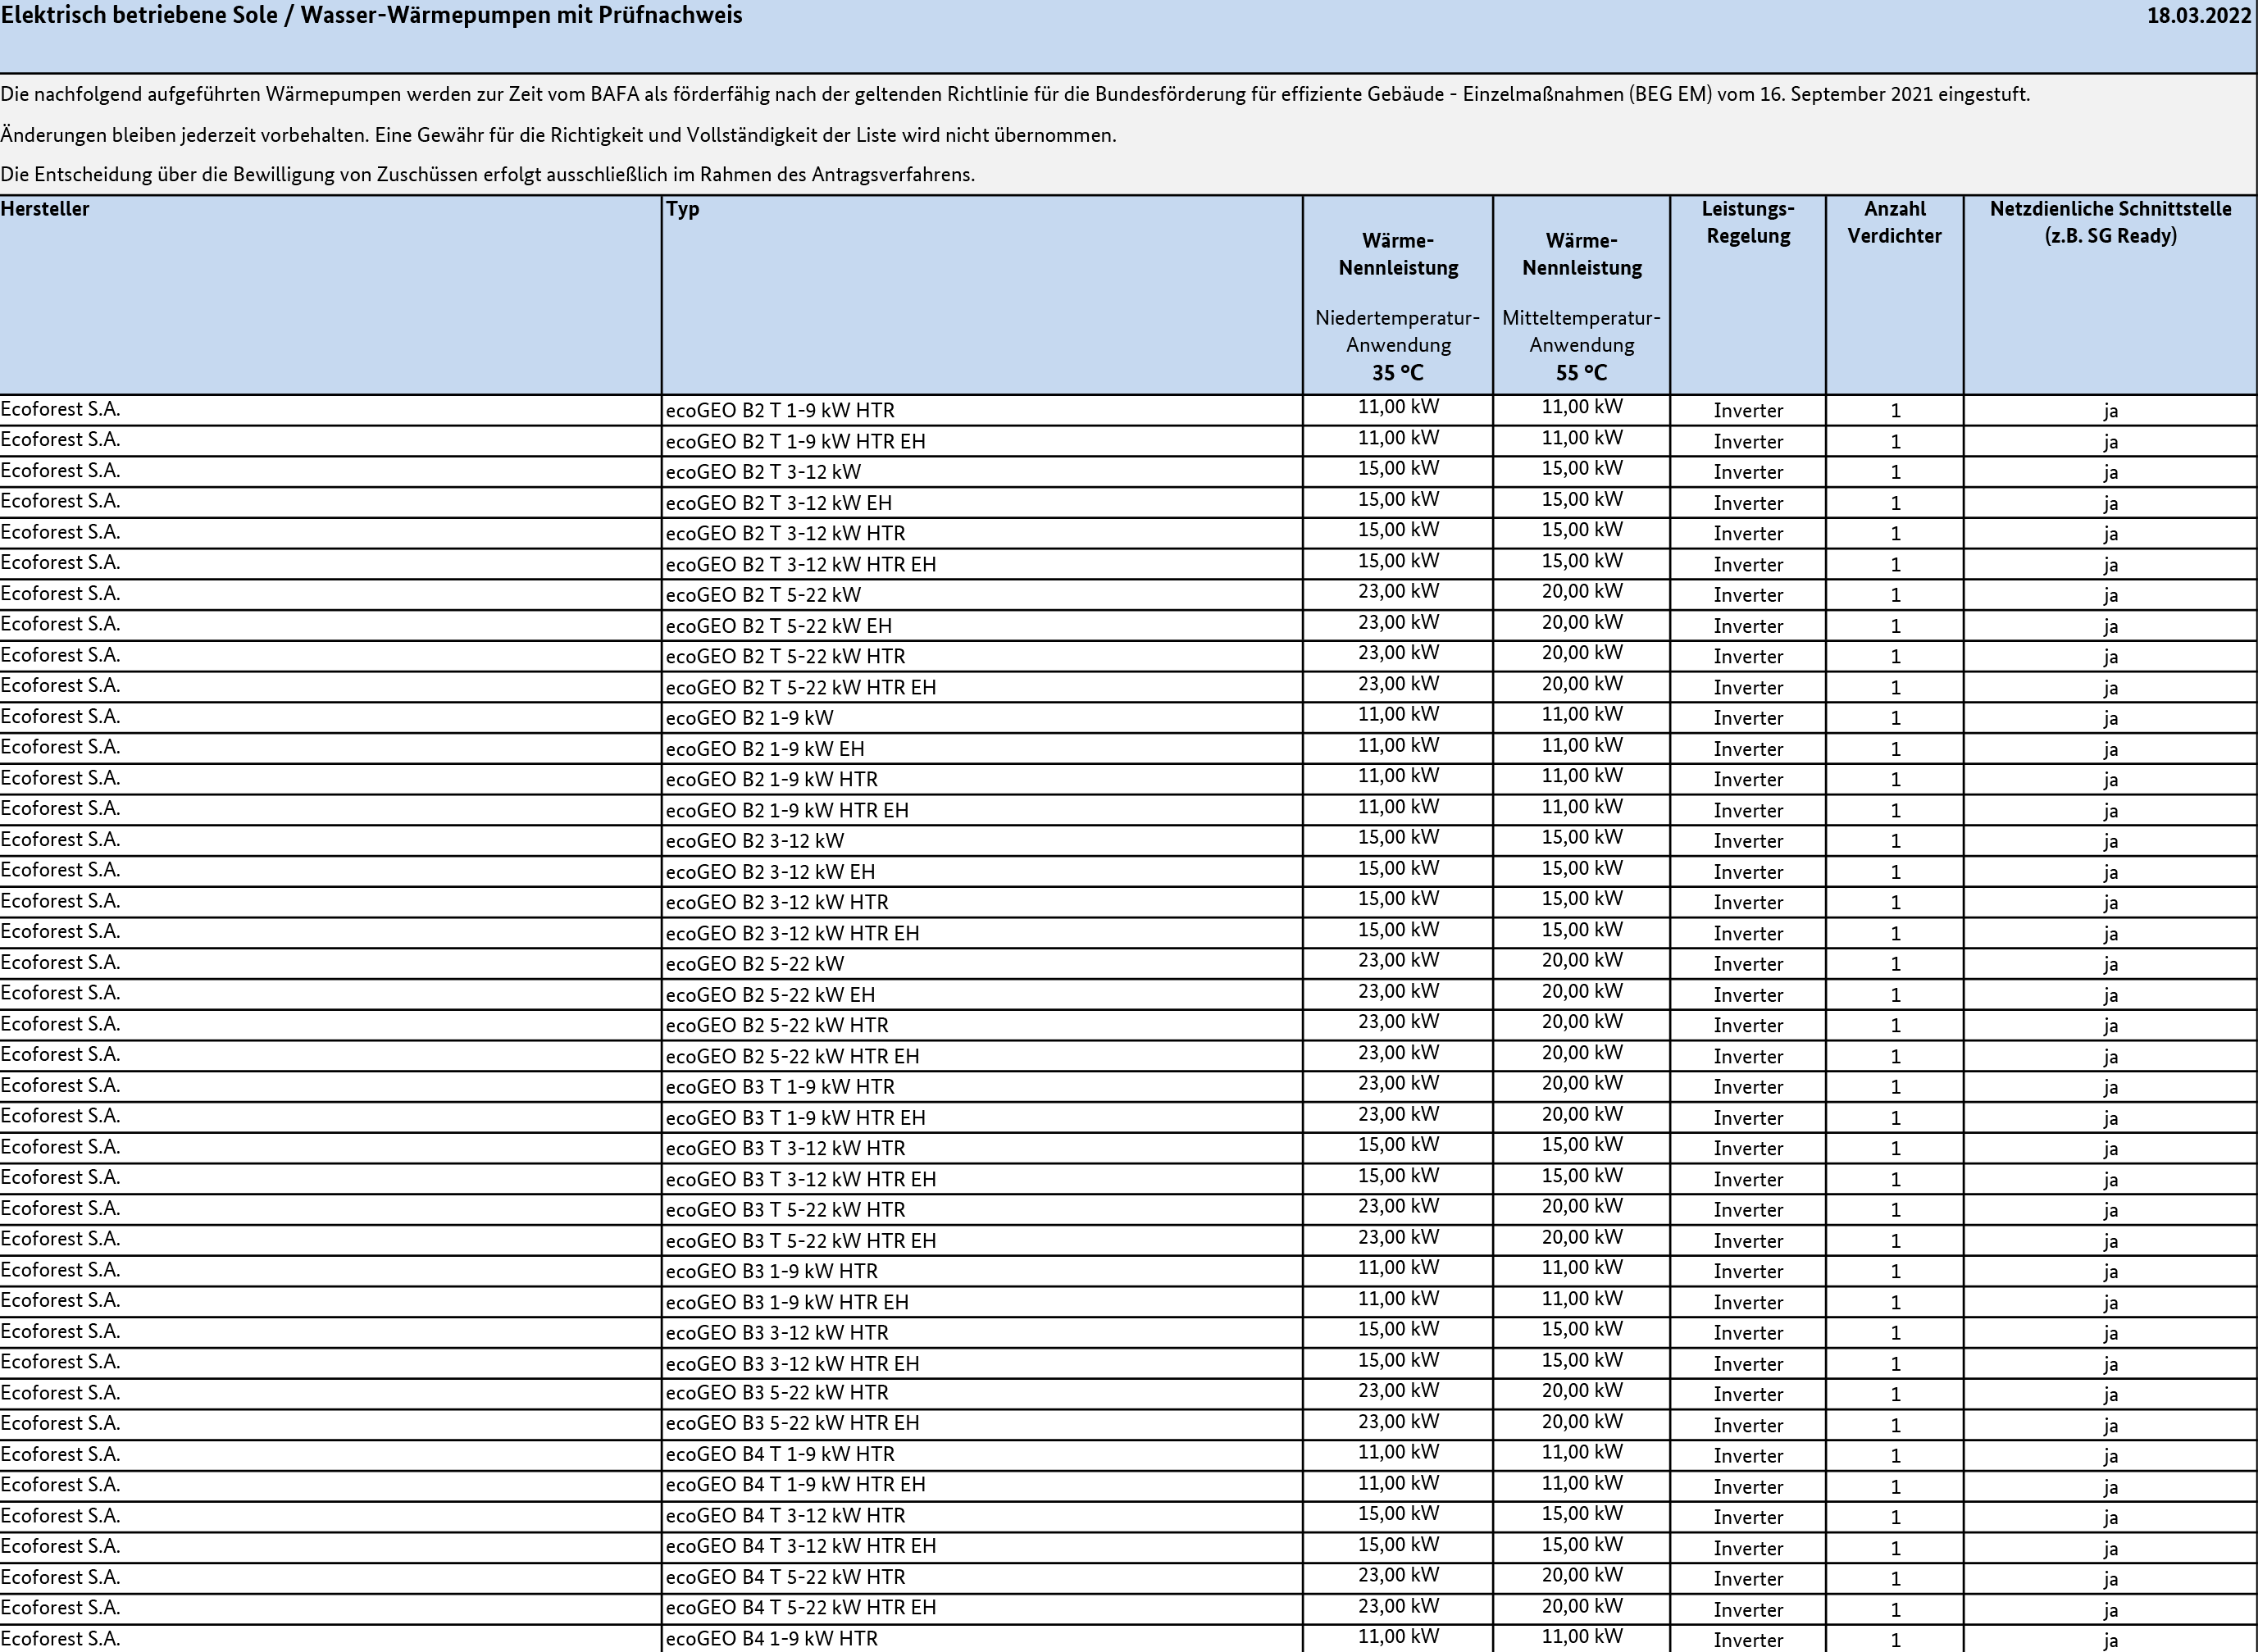 Elektrisch betriebene Sole / Wasser-Wärmepumpen mit Prüfnachweis 18.03.2022
Die nachfolgend aufgeführten Wärmepumpen werden zur Zeit vom BAFA als förderfähig nach der geltenden Richtlinie für die Bundesförderung für effiziente Gebäude - Einzelmaßnahmen (BEG EM) vom 16. September 2021 eingestuft.
Änderungen bleiben jederzeit vorbehalten. Eine Gewähr für die Richtigkeit und Vollständigkeit der Liste wird nicht übernommen.
Die Entscheidung über die Bewilligung von Zuschüssen erfolgt ausschließlich im Rahmen des Antragsverfahrens.
Hersteller Typ Leistungs- Anzahl Netzdienliche Schnittstelle
Wärme- Wärme- Regelung Verdichter (z.B. SG Ready)
Nennleistung Nennleistung
Niedertemperatur- Mitteltemperatur-
Anwendung Anwendung
35 °C 55 °C
Ecoforest S.A. ecoGEO B2 T 1-9 kW HTR 11,00 kW 11,00 kW Inverter 1 ja
Ecoforest S.A. ecoGEO B2 T 1-9 kW HTR EH 11,00 kW 11,00 kW Inverter 1 ja
Ecoforest S.A. ecoGEO B2 T 3-12 kW 15,00 kW 15,00 kW Inverter 1 ja
Ecoforest S.A. ecoGEO B2 T 3-12 kW EH 15,00 kW 15,00 kW Inverter 1 ja
Ecoforest S.A. ecoGEO B2 T 3-12 kW HTR 15,00 kW 15,00 kW Inverter 1 ja
Ecoforest S.A. ecoGEO B2 T 3-12 kW HTR EH 15,00 kW 15,00 kW Inverter 1 ja
Ecoforest S.A. ecoGEO B2 T 5-22 kW 23,00 kW 20,00 kW Inverter 1 ja
Ecoforest S.A. ecoGEO B2 T 5-22 kW EH 23,00 kW 20,00 kW Inverter 1 ja
Ecoforest S.A. ecoGEO B2 T 5-22 kW HTR 23,00 kW 20,00 kW Inverter 1 ja
Ecoforest S.A. ecoGEO B2 T 5-22 kW HTR EH 23,00 kW 20,00 kW Inverter 1 ja
Ecoforest S.A. ecoGEO B2 1-9 kW 11,00 kW 11,00 kW Inverter 1 ja
Ecoforest S.A. ecoGEO B2 1-9 kW EH 11,00 kW 11,00 kW Inverter 1 ja
Ecoforest S.A. ecoGEO B2 1-9 kW HTR 11,00 kW 11,00 kW Inverter 1 ja
Ecoforest S.A. ecoGEO B2 1-9 kW HTR EH 11,00 kW 11,00 kW Inverter 1 ja
Ecoforest S.A. ecoGEO B2 3-12 kW 15,00 kW 15,00 kW Inverter 1 ja
Ecoforest S.A. ecoGEO B2 3-12 kW EH 15,00 kW 15,00 kW Inverter 1 ja
Ecoforest S.A. ecoGEO B2 3-12 kW HTR 15,00 kW 15,00 kW Inverter 1 ja
Ecoforest S.A. ecoGEO B2 3-12 kW HTR EH 15,00 kW 15,00 kW Inverter 1 ja
Ecoforest S.A. ecoGEO B2 5-22 kW 23,00 kW 20,00 kW Inverter 1 ja
Ecoforest S.A. ecoGEO B2 5-22 kW EH 23,00 kW 20,00 kW Inverter 1 ja
Ecoforest S.A. ecoGEO B2 5-22 kW HTR 23,00 kW 20,00 kW Inverter 1 ja
Ecoforest S.A. ecoGEO B2 5-22 kW HTR EH 23,00 kW 20,00 kW Inverter 1 ja
Ecoforest S.A. ecoGEO B3 T 1-9 kW HTR 23,00 kW 20,00 kW Inverter 1 ja
Ecoforest S.A. ecoGEO B3 T 1-9 kW HTR EH 23,00 kW 20,00 kW Inverter 1 ja
Ecoforest S.A. ecoGEO B3 T 3-12 kW HTR 15,00 kW 15,00 kW Inverter 1 ja
Ecoforest S.A. ecoGEO B3 T 3-12 kW HTR EH 15,00 kW 15,00 kW Inverter 1 ja
Ecoforest S.A. ecoGEO B3 T 5-22 kW HTR 23,00 kW 20,00 kW Inverter 1 ja
Ecoforest S.A. ecoGEO B3 T 5-22 kW HTR EH 23,00 kW 20,00 kW Inverter 1 ja
Ecoforest S.A. ecoGEO B3 1-9 kW HTR 11,00 kW 11,00 kW Inverter 1 ja
Ecoforest S.A. ecoGEO B3 1-9 kW HTR EH 11,00 kW 11,00 kW Inverter 1 ja
Ecoforest S.A. ecoGEO B3 3-12 kW HTR 15,00 kW 15,00 kW Inverter 1 ja
Ecoforest S.A. ecoGEO B3 3-12 kW HTR EH 15,00 kW 15,00 kW Inverter 1 ja
Ecoforest S.A. ecoGEO B3 5-22 kW HTR 23,00 kW 20,00 kW Inverter 1 ja
Ecoforest S.A. ecoGEO B3 5-22 kW HTR EH 23,00 kW 20,00 kW Inverter 1 ja
Ecoforest S.A. ecoGEO B4 T 1-9 kW HTR 11,00 kW 11,00 kW Inverter 1 ja
Ecoforest S.A. ecoGEO B4 T 1-9 kW HTR EH 11,00 kW 11,00 kW Inverter 1 ja
Ecoforest S.A. ecoGEO B4 T 3-12 kW HTR 15,00 kW 15,00 kW Inverter 1 ja
Ecoforest S.A. ecoGEO B4 T 3-12 kW HTR EH 15,00 kW 15,00 kW Inverter 1 ja
Ecoforest S.A. ecoGEO B4 T 5-22 kW HTR 23,00 kW 20,00 kW Inverter 1 ja
Ecoforest S.A. ecoGEO B4 T 5-22 kW HTR EH 23,00 kW 20,00 kW Inverter 1 ja
Ecoforest S.A. ecoGEO B4 1-9 kW HTR 11,00 kW 11,00 kW Inverter 1 ja